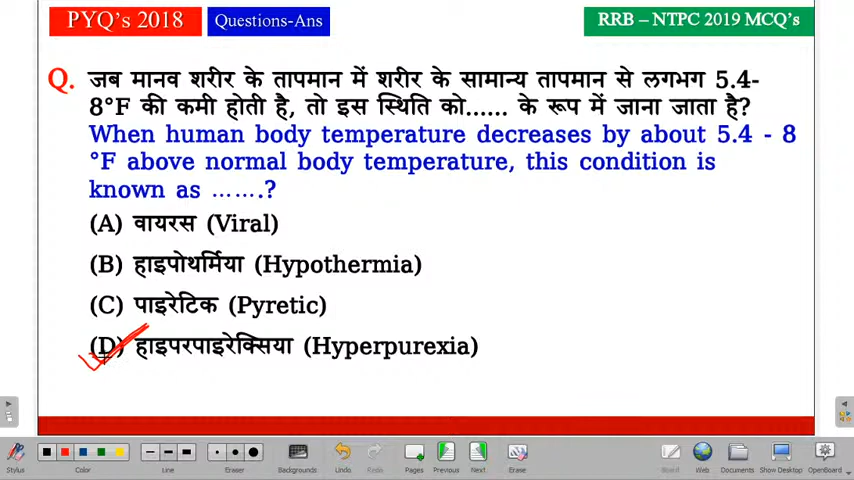 PYQ's 2018
Questions-Ans
RRB – NTPC 2019 MCQ's
Q. जब मानव शरीर के तापमान में शरीर के सामान्य तापमान से लगभग 5.4-
8°F की कमी होती है, तो इस स्थिति को...... के रूप में जाना जाता है?
When human body temperature decreases by about 5.4 - 8
°F above normal body temperature, this condition is
known as …….?
(A) वायरस (Viral)
(B) हाइपोथर्मिया (Hypothermia)
(C) पाइरेटिक (Pyretic)
(D) हाइपरपाइरेक्सिया (Hyperpurexia)
Stylus
Color
Line
Eraser
Backgrounds
Undo
Redo
Pages
Previous
Next
Erase
Board
Web
Documents
Show Desktop
OpenBoard